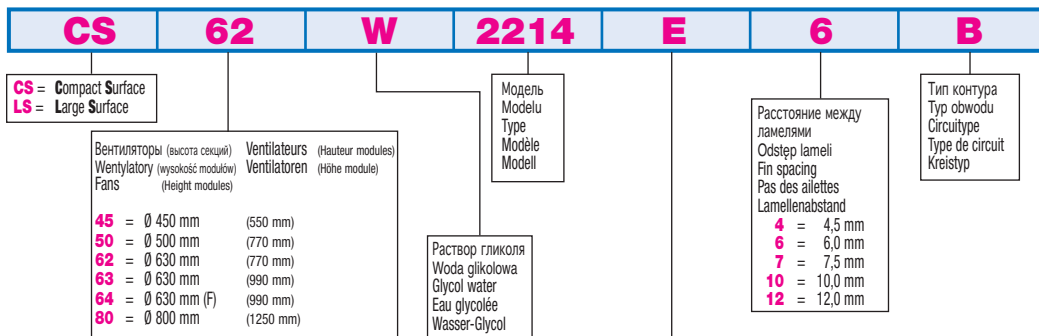 CS 62 W 2214 E 6 B
CS = Compact Surface
LS = Large Surface
Вентиляторы (высота секций) Ventilateurs (Hauteur modules)
Wentylatory (wysokość modułów) Ventilatoren (Höhe module)
Fans (Height modules)
45 = Ø 450 mm (550 mm)
50 = Ø 500 mm (770 mm)
62 = Ø 630 mm (770 mm)
63 = Ø 630 mm (990 mm)
64 = Ø 630 mm (F) (990 mm)
80 = Ø 800 mm (1250 mm)
Раствор гликоля
Woda glikolowa
Glycol water
Eau glycolée
Wasser-Glycol
Модель
Modelu
Type
Modèle
Modell
Расстояние между
ламелями
Odstęp lameli
Fin spacing
Pas des ailettes
Lamellenabstand
4 = 4,5 mm
6 = 6,0 mm
7 = 7,5 mm
10 = 10,0 mm
12 = 12,0 mm
Тип контура
Typ obwodu
Circuitype
Type de circuit
Kreistyp